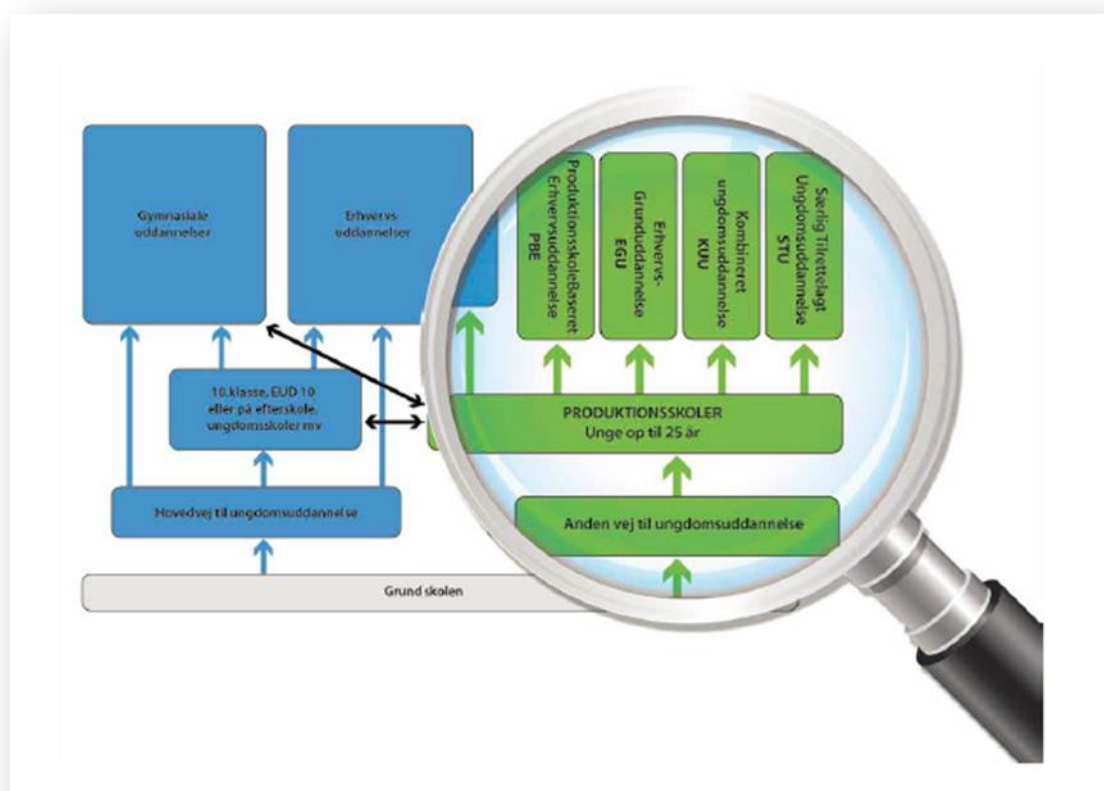 Gymnasiale
uddannelser
Erhvervs-
uddannelser
ProduktionsskoleBaseret
Erhvervsuddannelse
PBE
Erhvervs-
Grunduddannelse
EGU
Kombineret
ungdomsuddannelse
KUU
Særlig Tilrettelagt
Ungdomsuddannelse
STU
10.klasse, EUD 10
eller på efterskole,
ungdomsskoler mv
PRODUKTIONSSKOLER
Unge op til 25 år
Hovedvej til ungdomsuddannelse
Anden vej til ungdomsuddannelse
Grundskolen